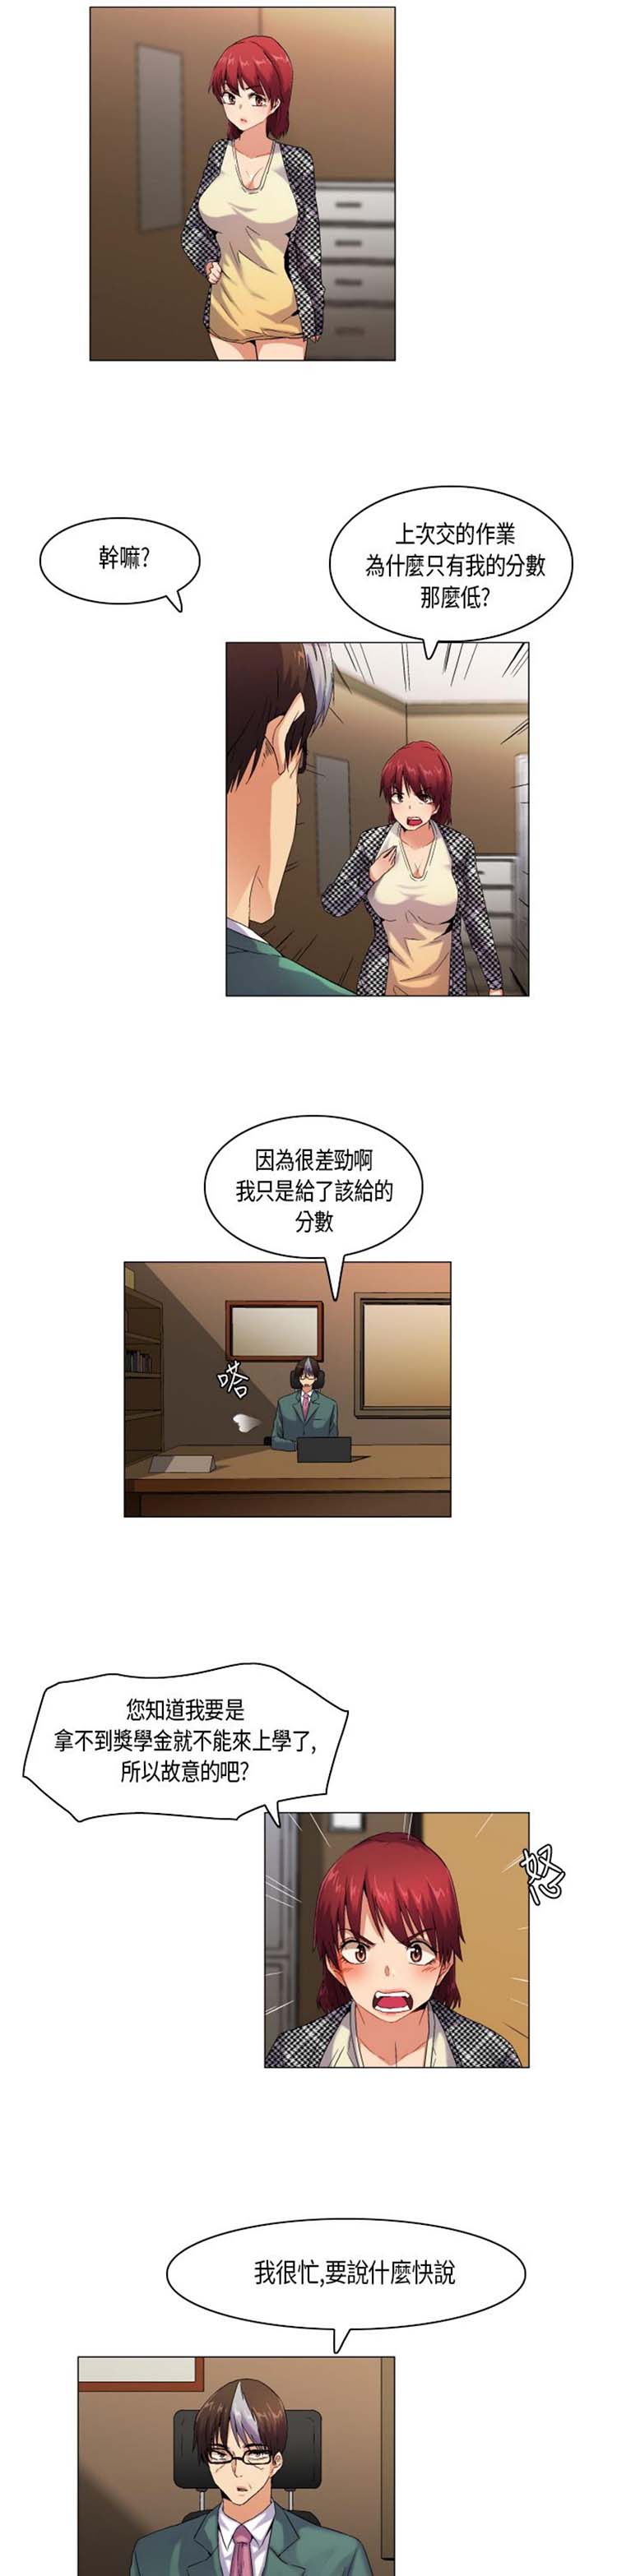 幹嘛?
上次交的作業
為什麼只有我的分數
那麼低?
因為很差勁啊
我只是給了該給的
分數
嗒
您知道我要是
拿不到獎學金就不能來上學了,
所以故意的吧?
怒
我很忙,要說什麼快說